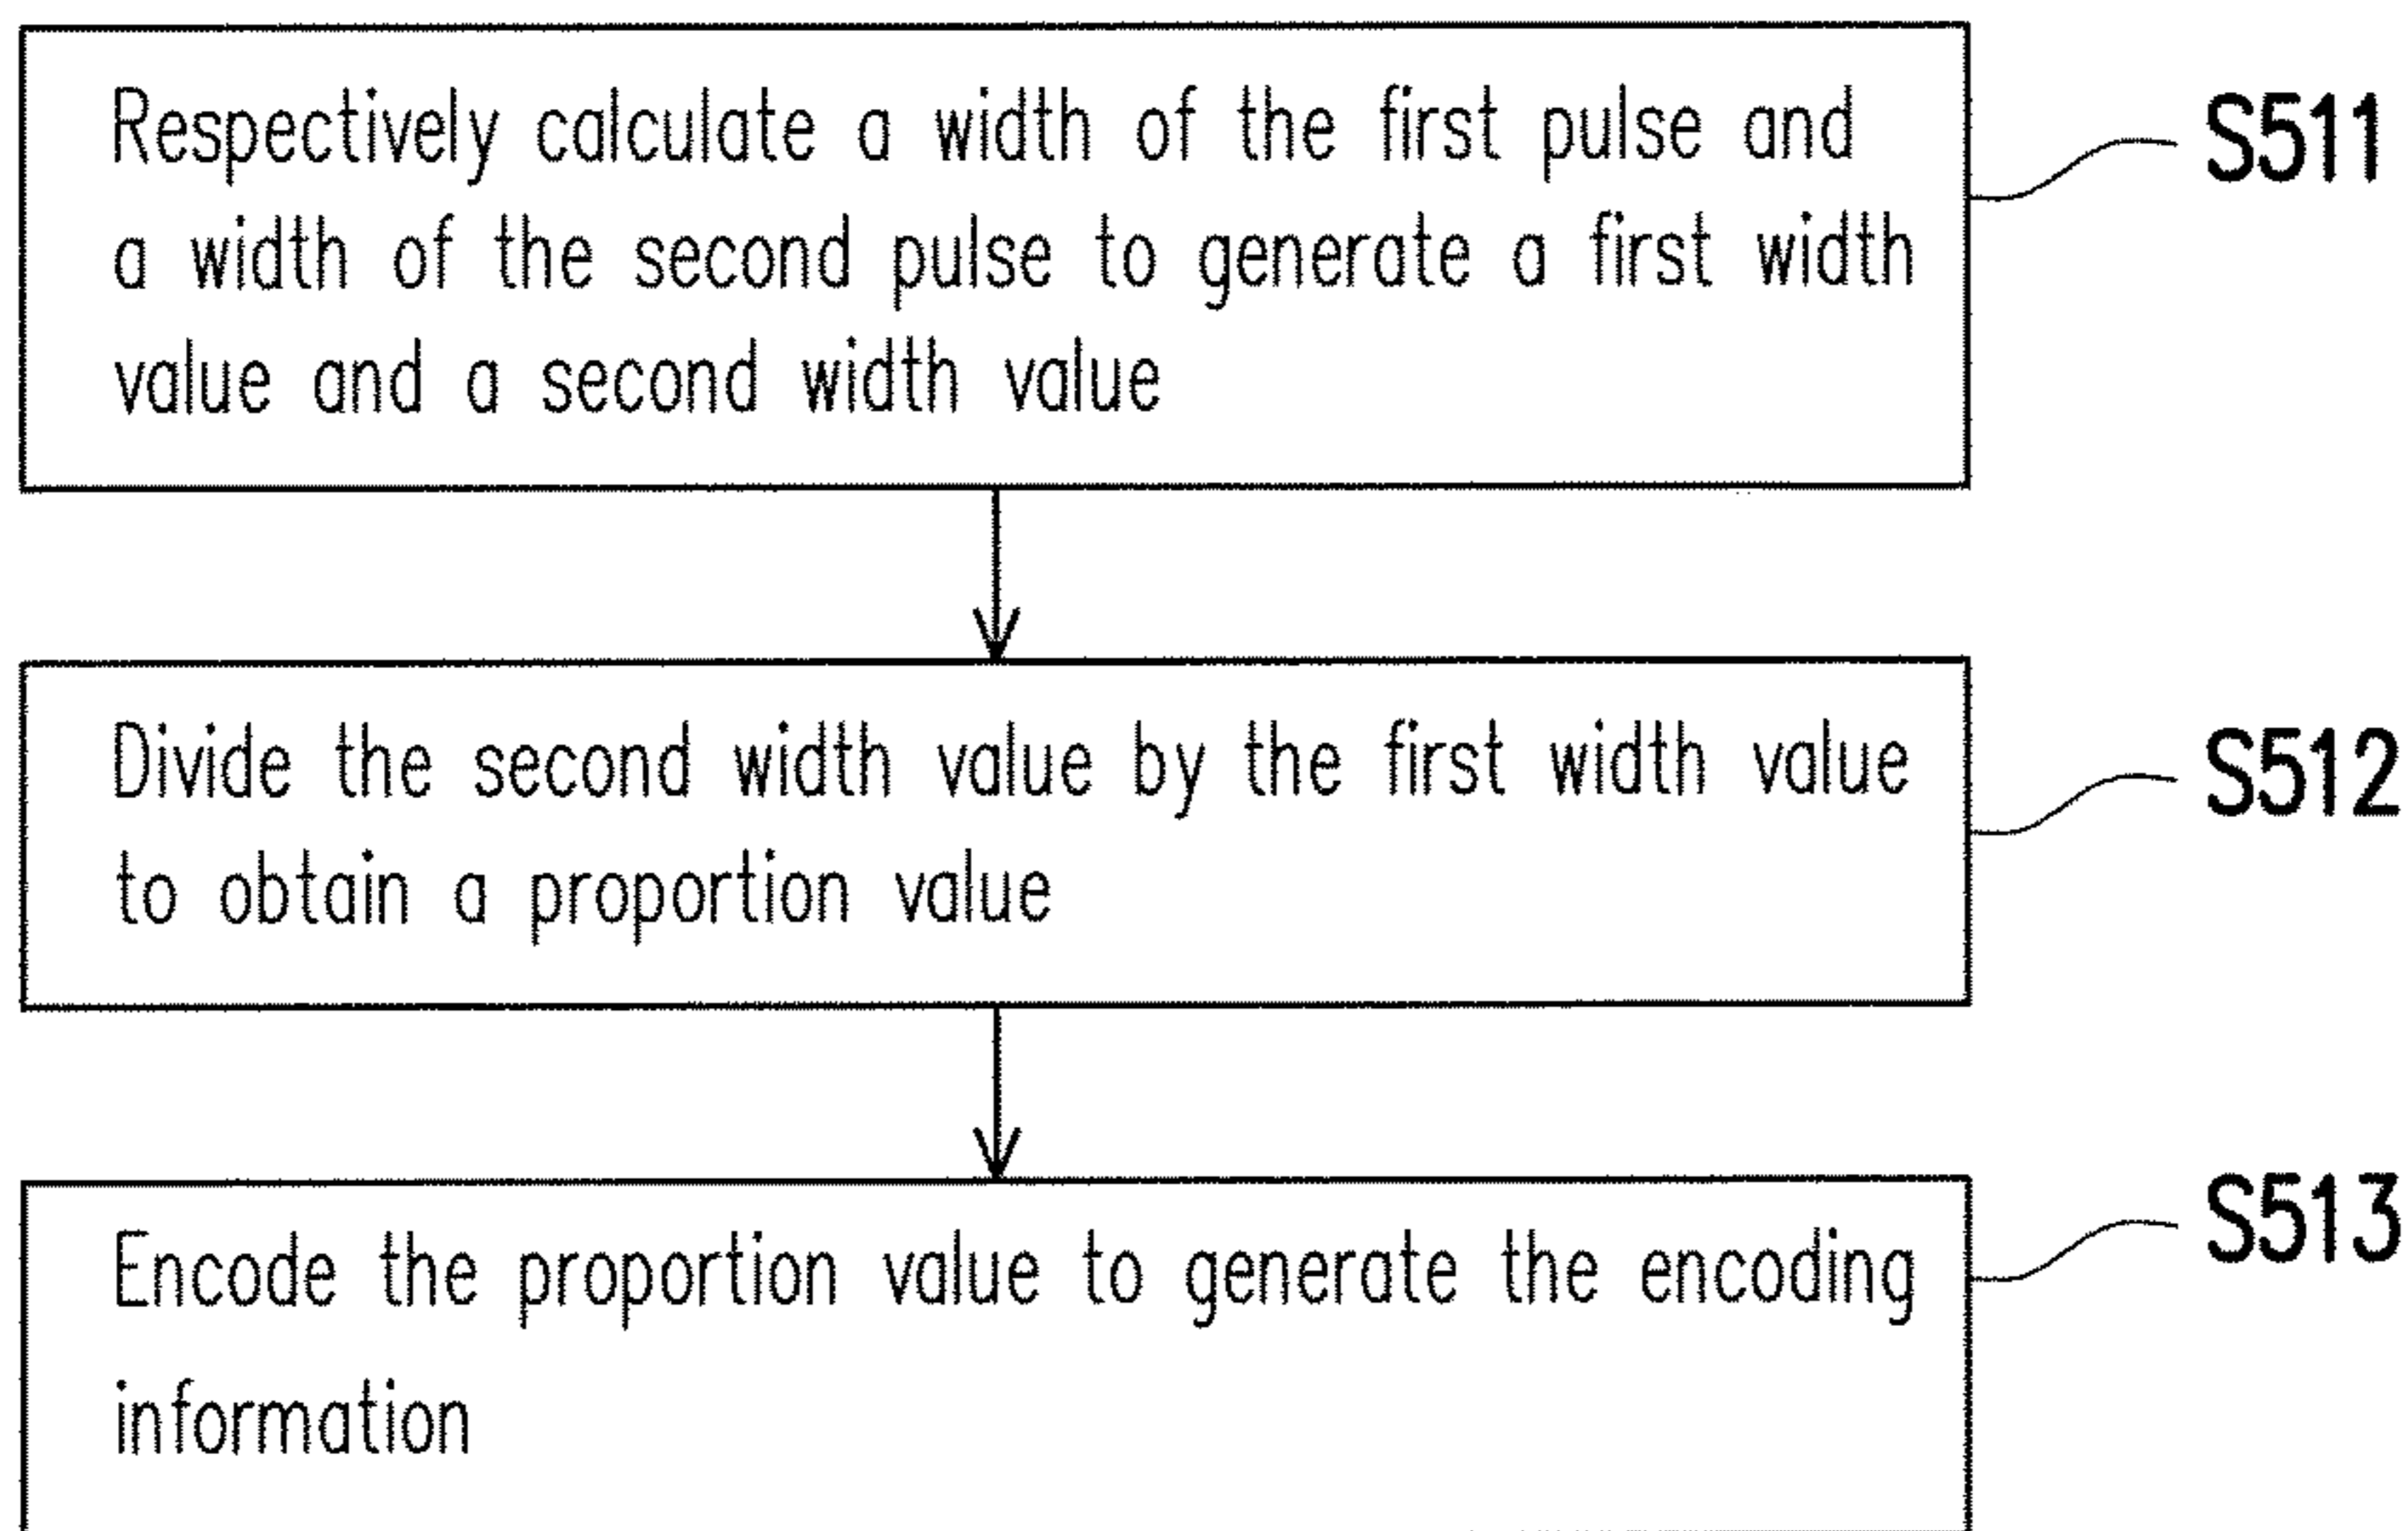 Respectively calculate a width of the first pulse and
a width of the second pulse to generate a first width
value and a second width value
S511
Divide the second width value by the first width value
to obtain a proportion value
S512
Encode the proportion value to generate the encoding
information
S513